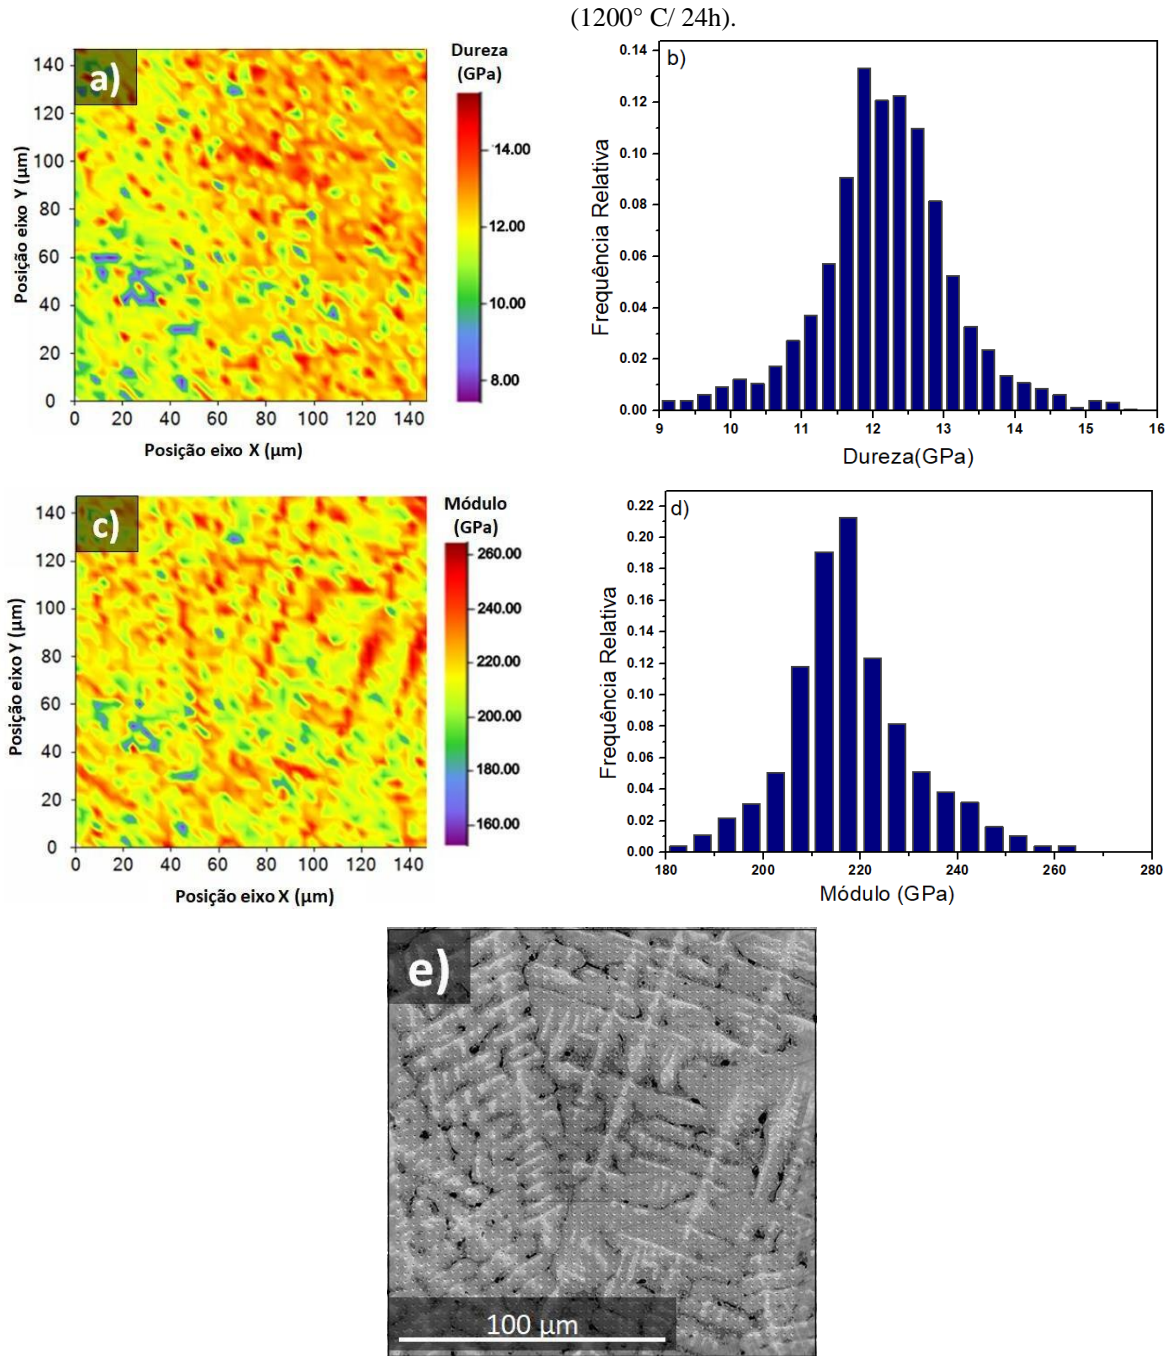 (1200° C/ 24h).
a)
Dureza
(GPa)
14.00
12.00
10.00
8.00
140
120
100
80
60
40
20
0
0 20 40 60 80 100 120 140
Posição eixo Y (µm)
Posição eixo X (µm)
b)
0.14
0.12
0.10
0.08
0.06
0.04
0.02
0.00
9 10 11 12 13 14 15 16
Frequência Relativa
Dureza(GPa)
c)
Módulo
(GPa)
260.00
240.00
220.00
200.00
180.00
160.00
140
120
100
80
60
40
20
0
0 20 40 60 80 100 120 140
Posição eixo Y (µm)
Posição eixo X (µm)
d)
0.22
0.20
0.18
0.16
0.14
0.12
0.10
0.08
0.06
0.04
0.02
0.00
180 200 220 240 260 280
Frequência Relativa
Módulo (GPa)
e)
100 µm